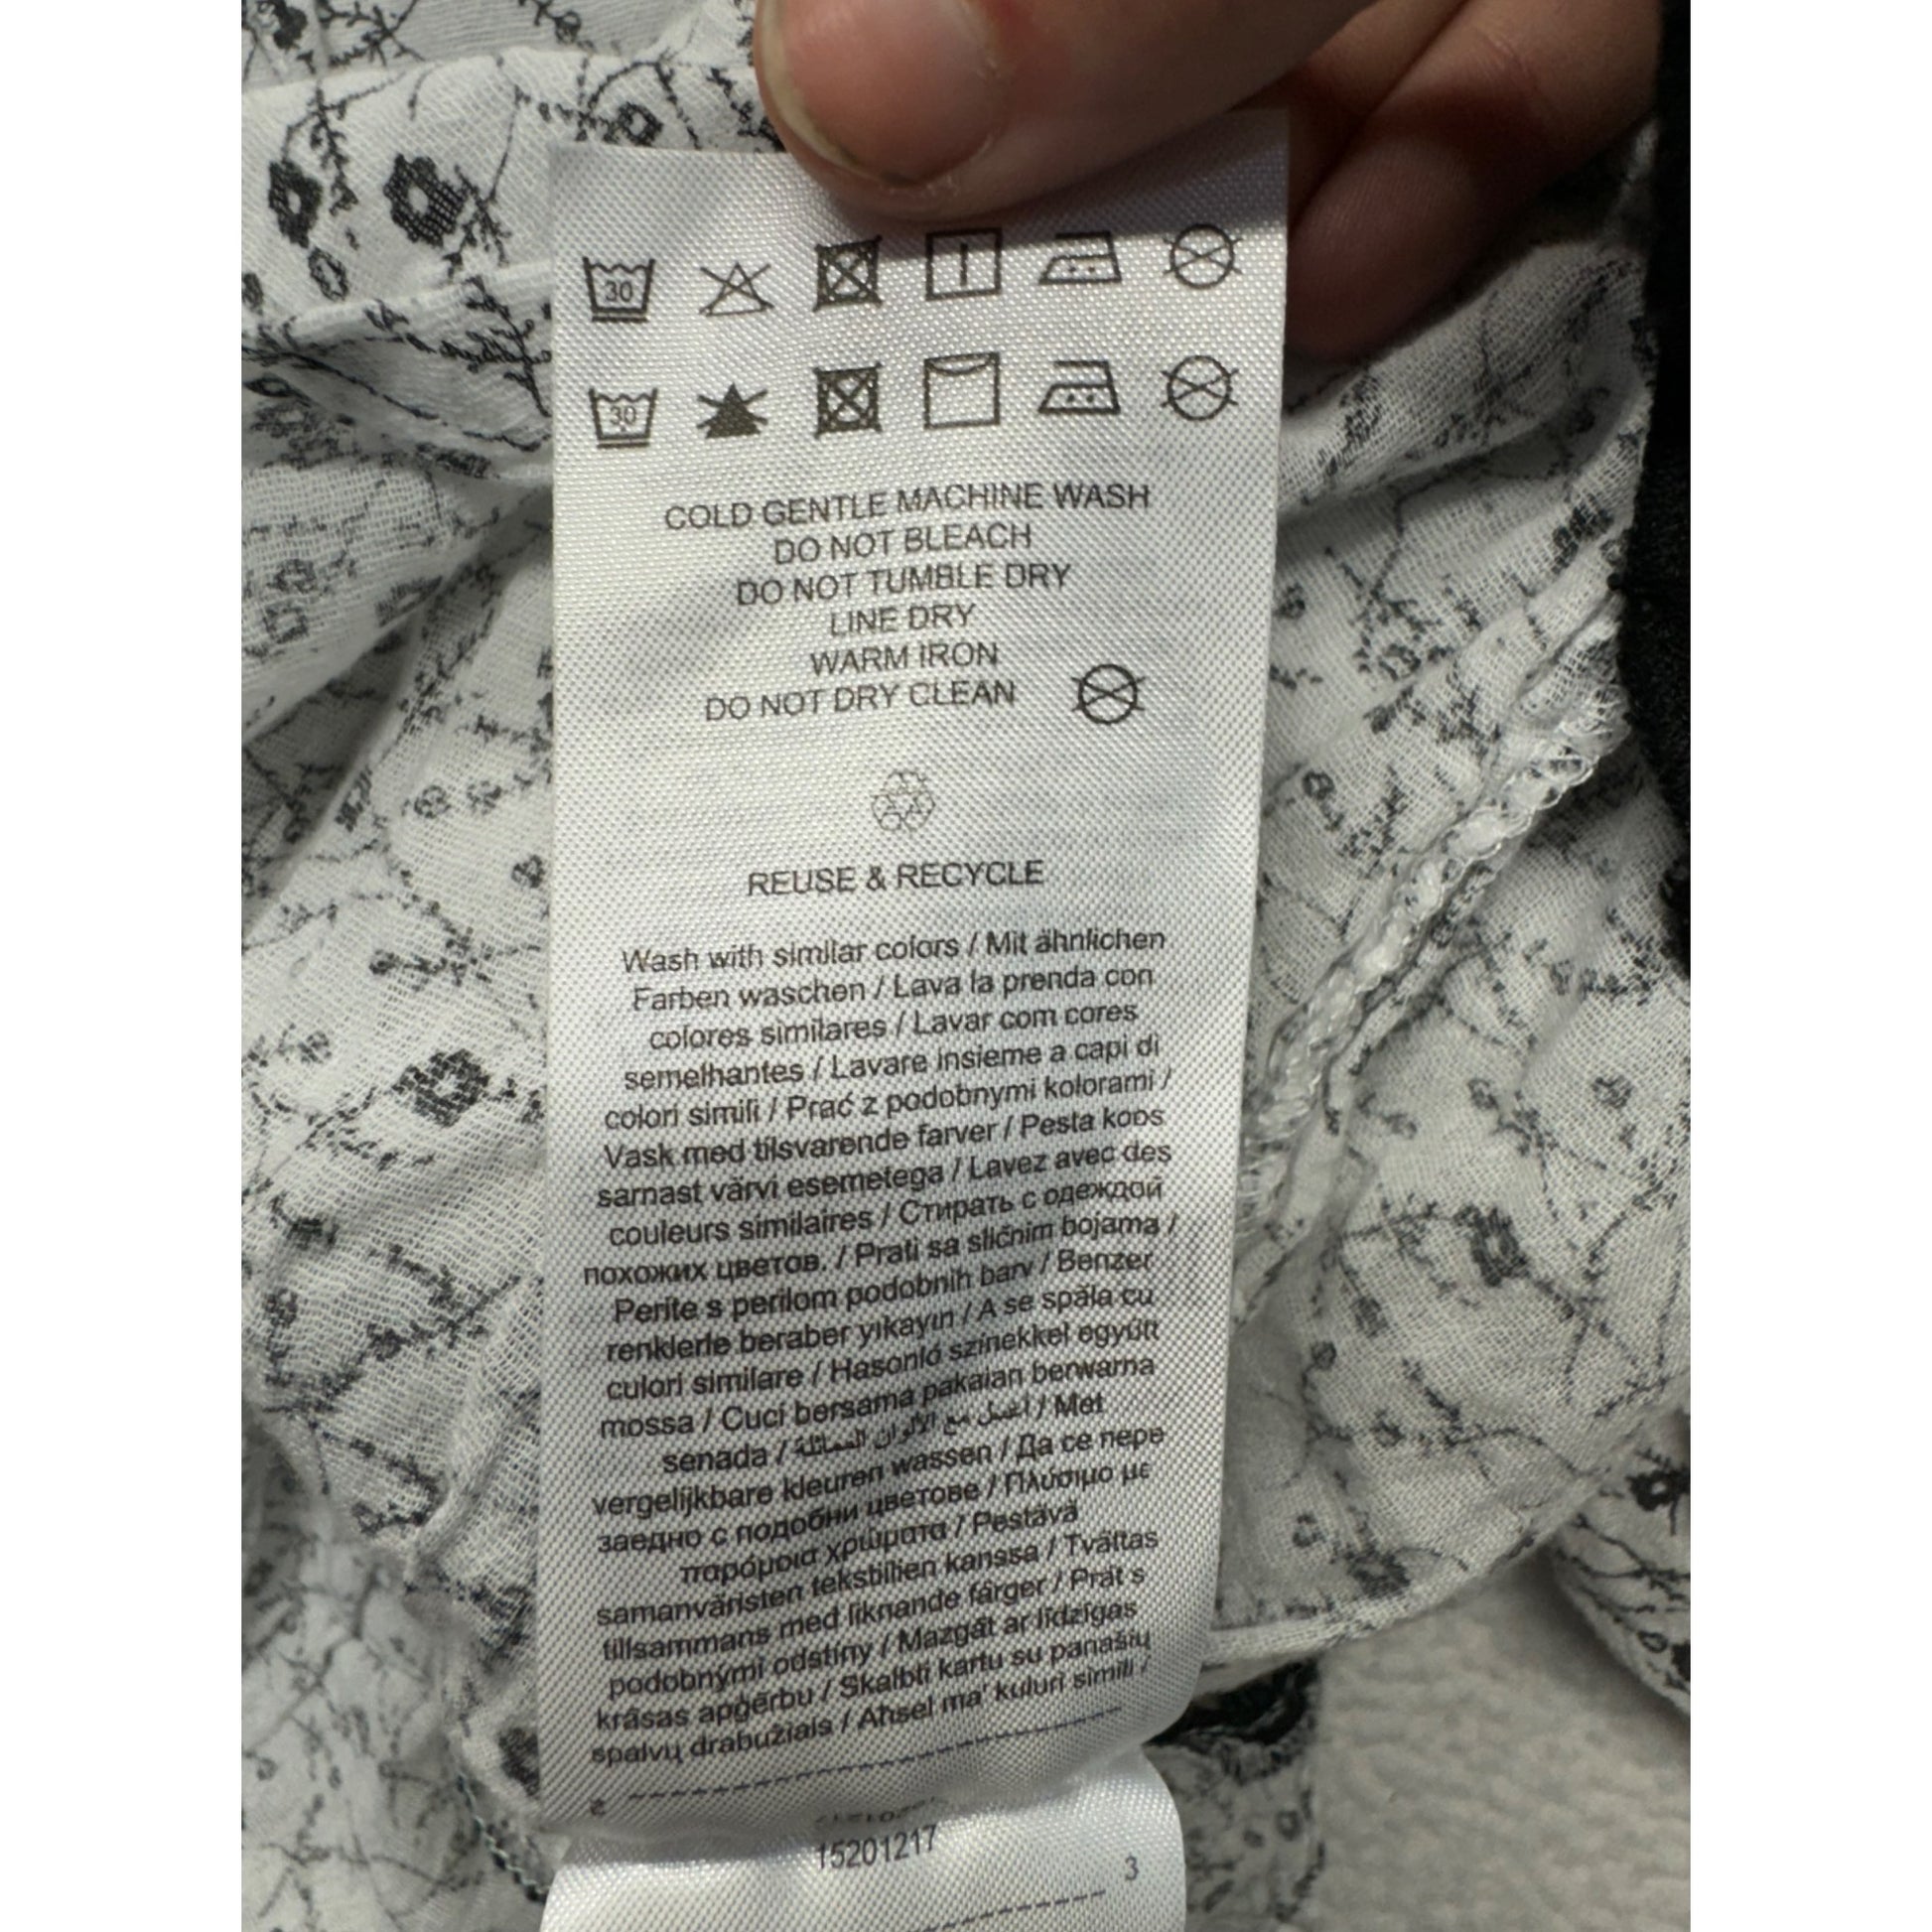 30
30
COLD GENTLE MACHINE WASH
DO NOT BLEACH
DO NOT TUMBLE DRY
LINE DRY
WARM IRON
DO NOT DRY CLEAN
REUSE & RECYCLE
Wash with similar colors / Mit ähnlichen
Farben waschen / Lava la prenda con
colores similares / Lavar com cores
semelhantes / Lavare insieme a capi di
colori simili / Prać z podobnymi kolorami /
Vask med tilsvarende farver / Pesta koos
sarnast värvi esemetega / Lavez avec des
couleurs similaires / Стирать с одеждой
похожих цветов. / Prati sa sličnim bojama /
Perite s perilom podobnih barv / Benzer
renklerle beraber yıkayın / A se spăla cu
culori similare / Hasonló színekkel együtt
mossa / Cuci bersama pakaian berwarna
senada / اغسل مع الألوان المماثلة / Met
vergelijkbare kleuren wassen / Да се пере
заедно с подобни цветове / Πλύσιμο με
παρόμοια χρώματα / Pestävä
samanväristen tekstiilien kanssa / Tvättas
tillsammans med liknande färger / Prát s
podobnými odstíny / Mazgāt ar līdzīgas
krāsas apģērbu / Skalbti kartu su panašių
spalvų drabužiais / Aħsel ma' kuluri simili /
2
15201217
3